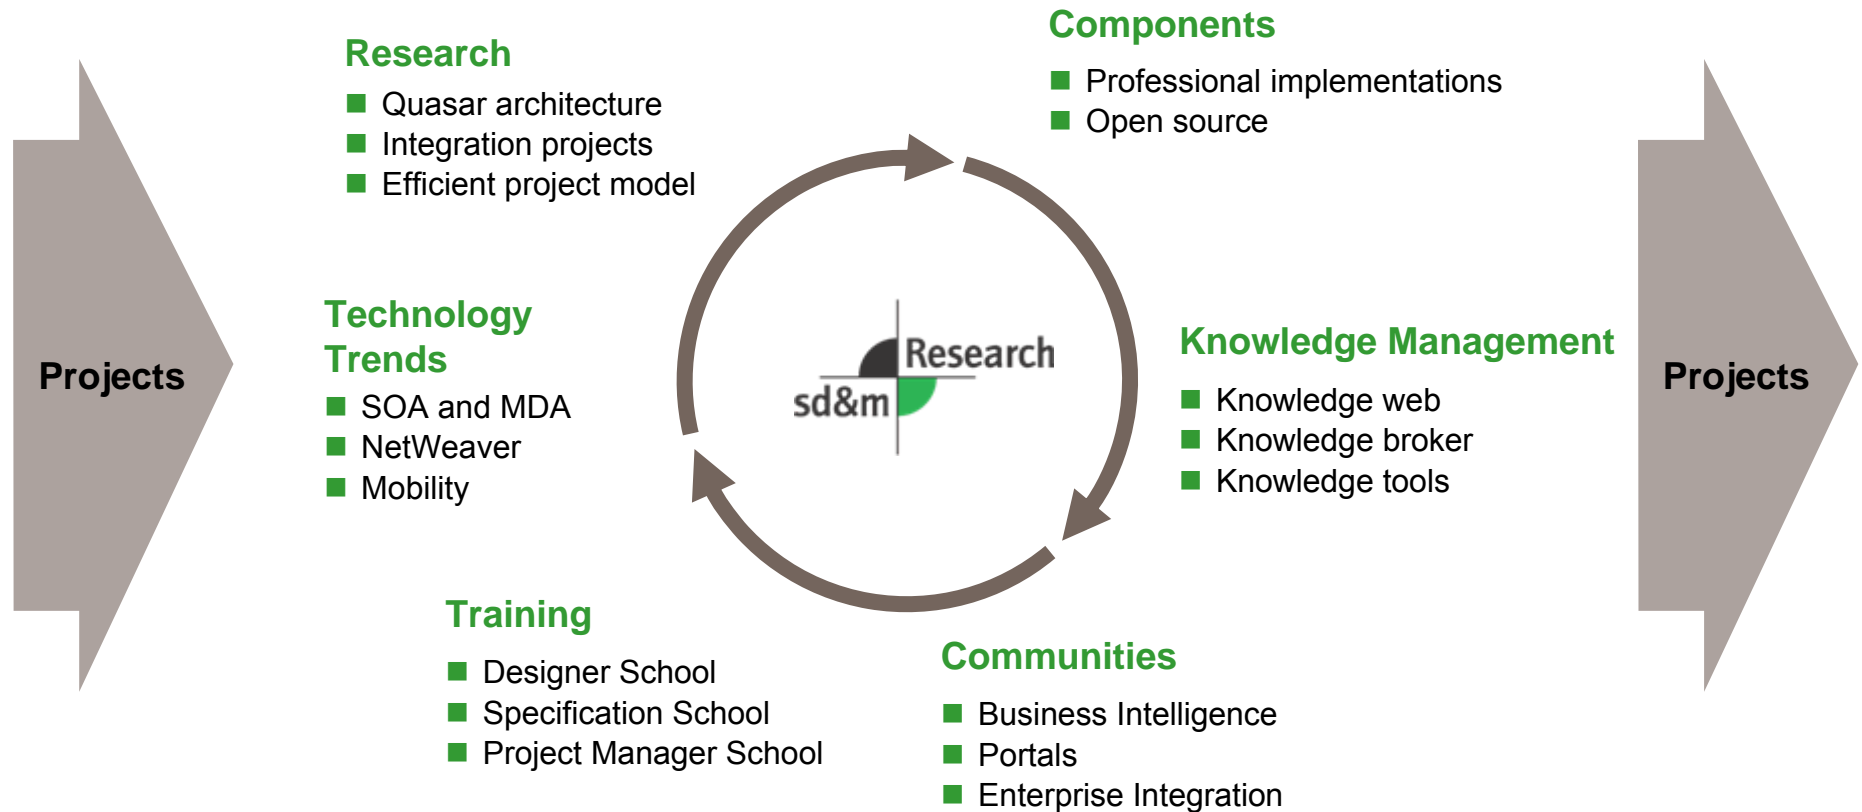 Projects
Research
Quasar architecture
Integration projects
Efficient project model
Components
Professional implementations
Open source
Technology
Trends
SOA and MDA
NetWeaver
Mobility
Research
sd&m
Knowledge Management
Knowledge web
Knowledge broker
Knowledge tools
Projects
Training
Designer School
Specification School
Project Manager School
Communities
Business Intelligence
Portals
Enterprise Integration